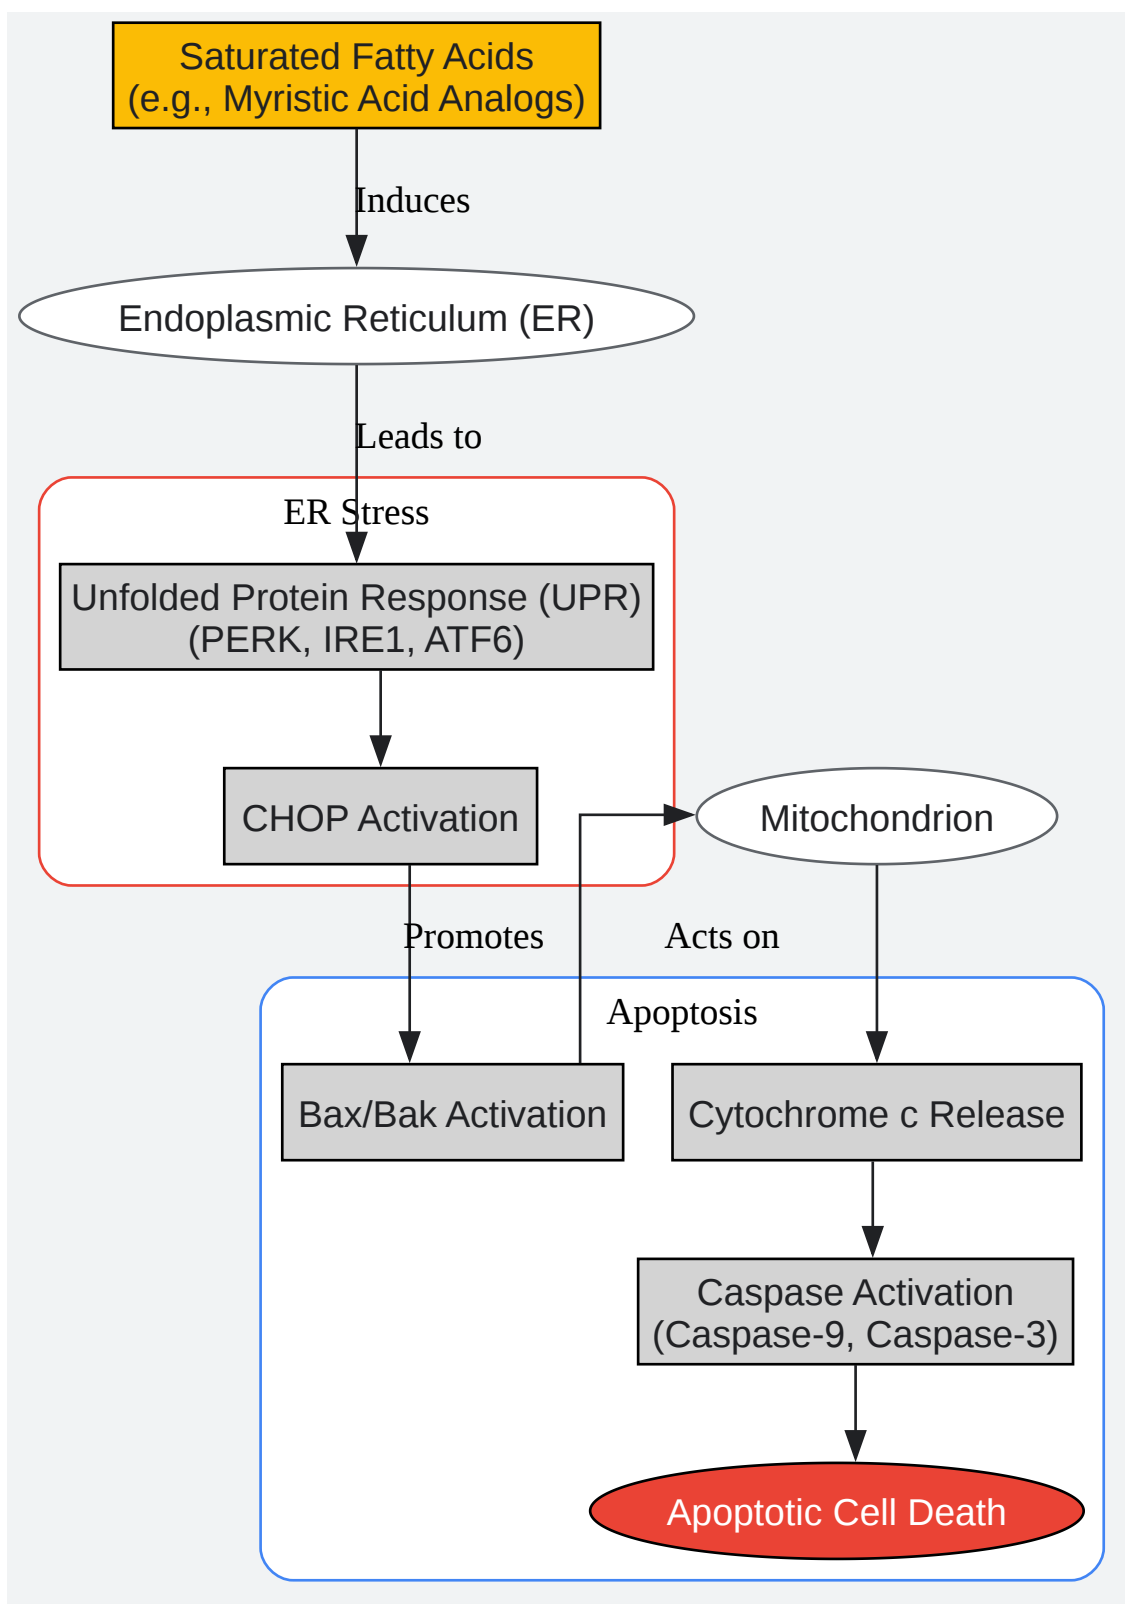 Saturated Fatty Acids
(e.g., Myristic Acid Analogs)
Induces
Endoplasmic Reticulum (ER)
Leads to
ER Stress
Unfolded Protein Response (UPR)
(PERK, IRE1, ATF6)
CHOP Activation
Mitochondrion
Promotes
Acts on
Apoptosis
Bax/Bak Activation
Cytochrome c Release
Caspase Activation
(Caspase-9, Caspase-3)
Apoptotic Cell Death